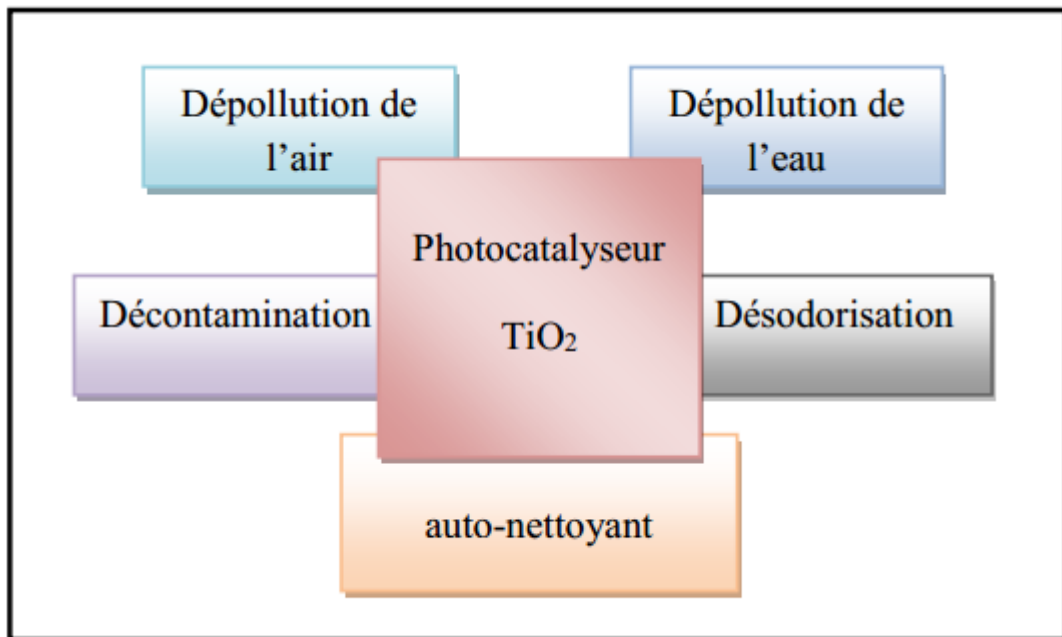 Dépollution de
l’air
Dépollution de
l’eau
Photocatalyseur
TiO₂
Décontamination
Désodorisation
auto-nettoyant